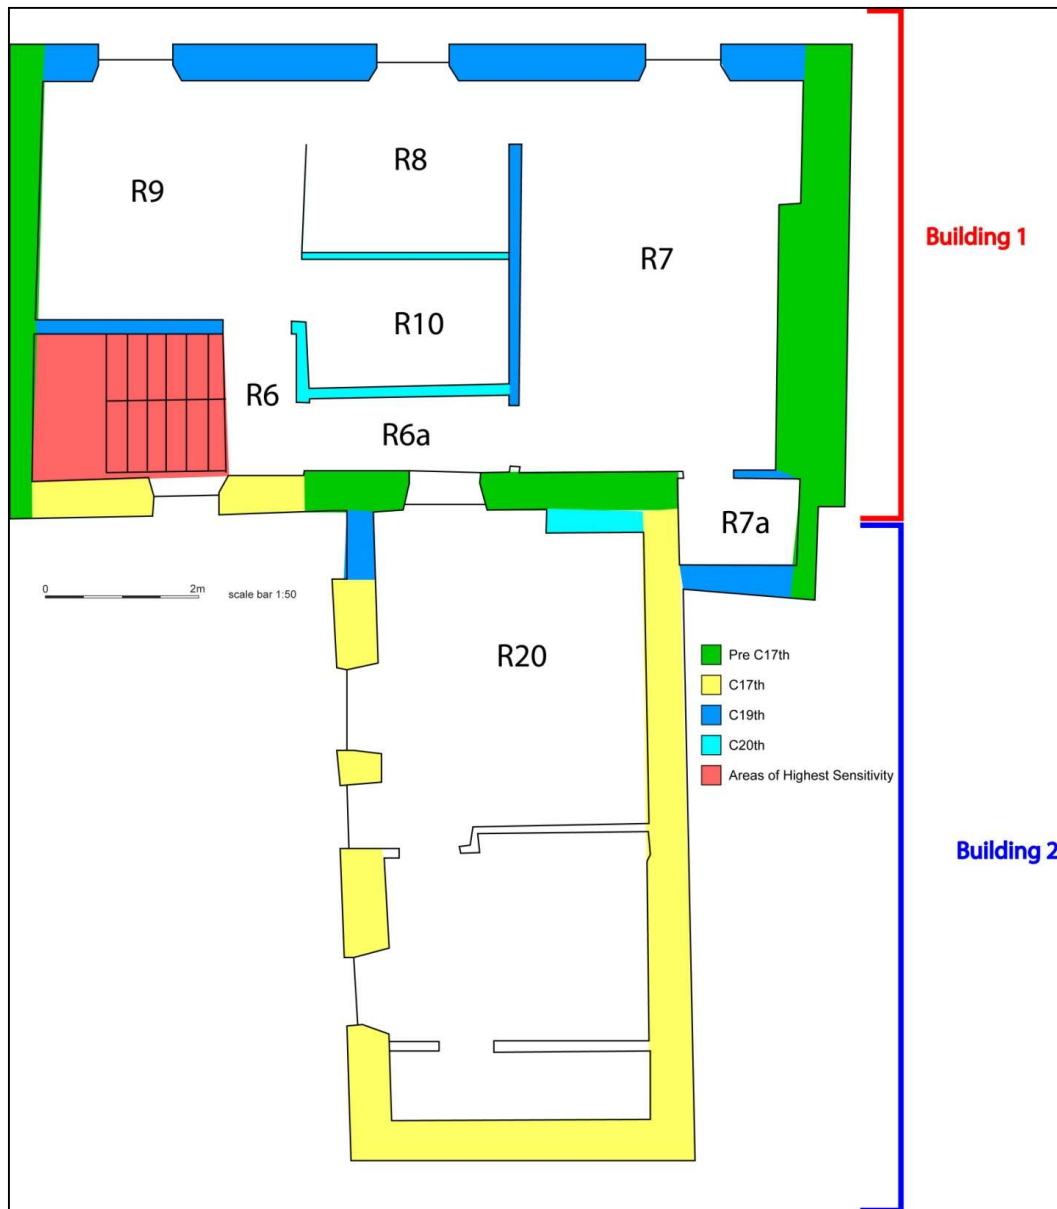 R8
R9
R7
Building 1
R10
R6
R6a
R7a
0 2m
scale bar 1:50
R20
Pre C17th
C17th
C19th
C20th
Areas of Highest Sensitivity
Building 2